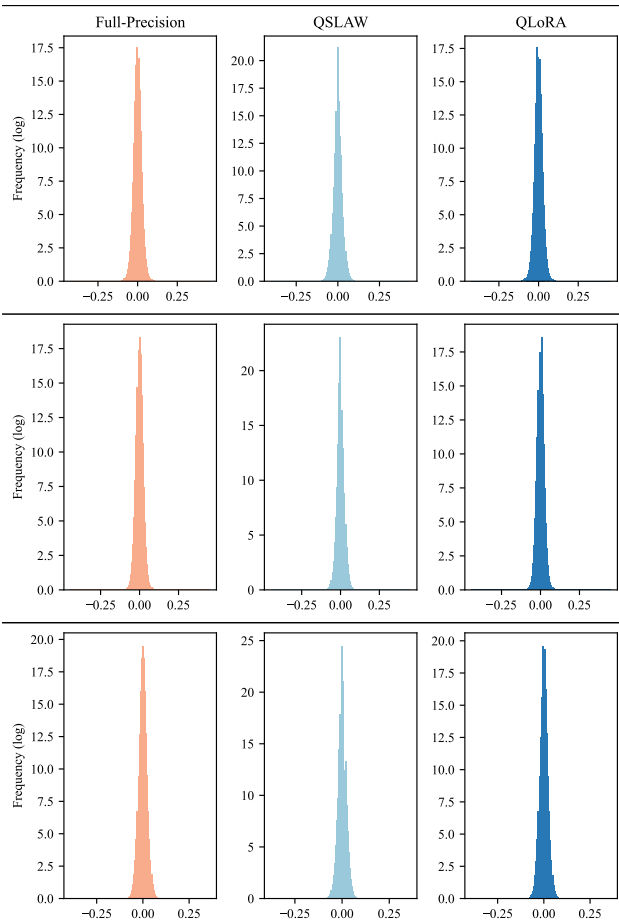 Full-Precision QSLAW QLoRA
17.5 20.0 17.5
15.0 17.5 15.0
12.5 15.0 12.5
10.0 12.5 10.0
7.5 10.0 7.5
5.0 7.5 5.0
2.5 5.0 2.5
0.0 2.5 0.0
0.0
Frequency (log)
−0.25 0.00 0.25 −0.25 0.00 0.25 −0.25 0.00 0.25
17.5 20 17.5
15.0 15 15.0
12.5 10 12.5
10.0 5 10.0
7.5 0 7.5
5.0 5.0
2.5 2.5
0.0 0.0
Frequency (log)
−0.25 0.00 0.25 −0.25 0.00 0.25 −0.25 0.00 0.25
20.0 25 20.0
17.5 20 17.5
15.0 15 15.0
12.5 10 12.5
10.0 5 10.0
7.5 0 7.5
5.0 5.0
2.5 2.5
0.0 0.0
Frequency (log)
−0.25 0.00 0.25 −0.25 0.00 0.25 −0.25 0.00 0.25